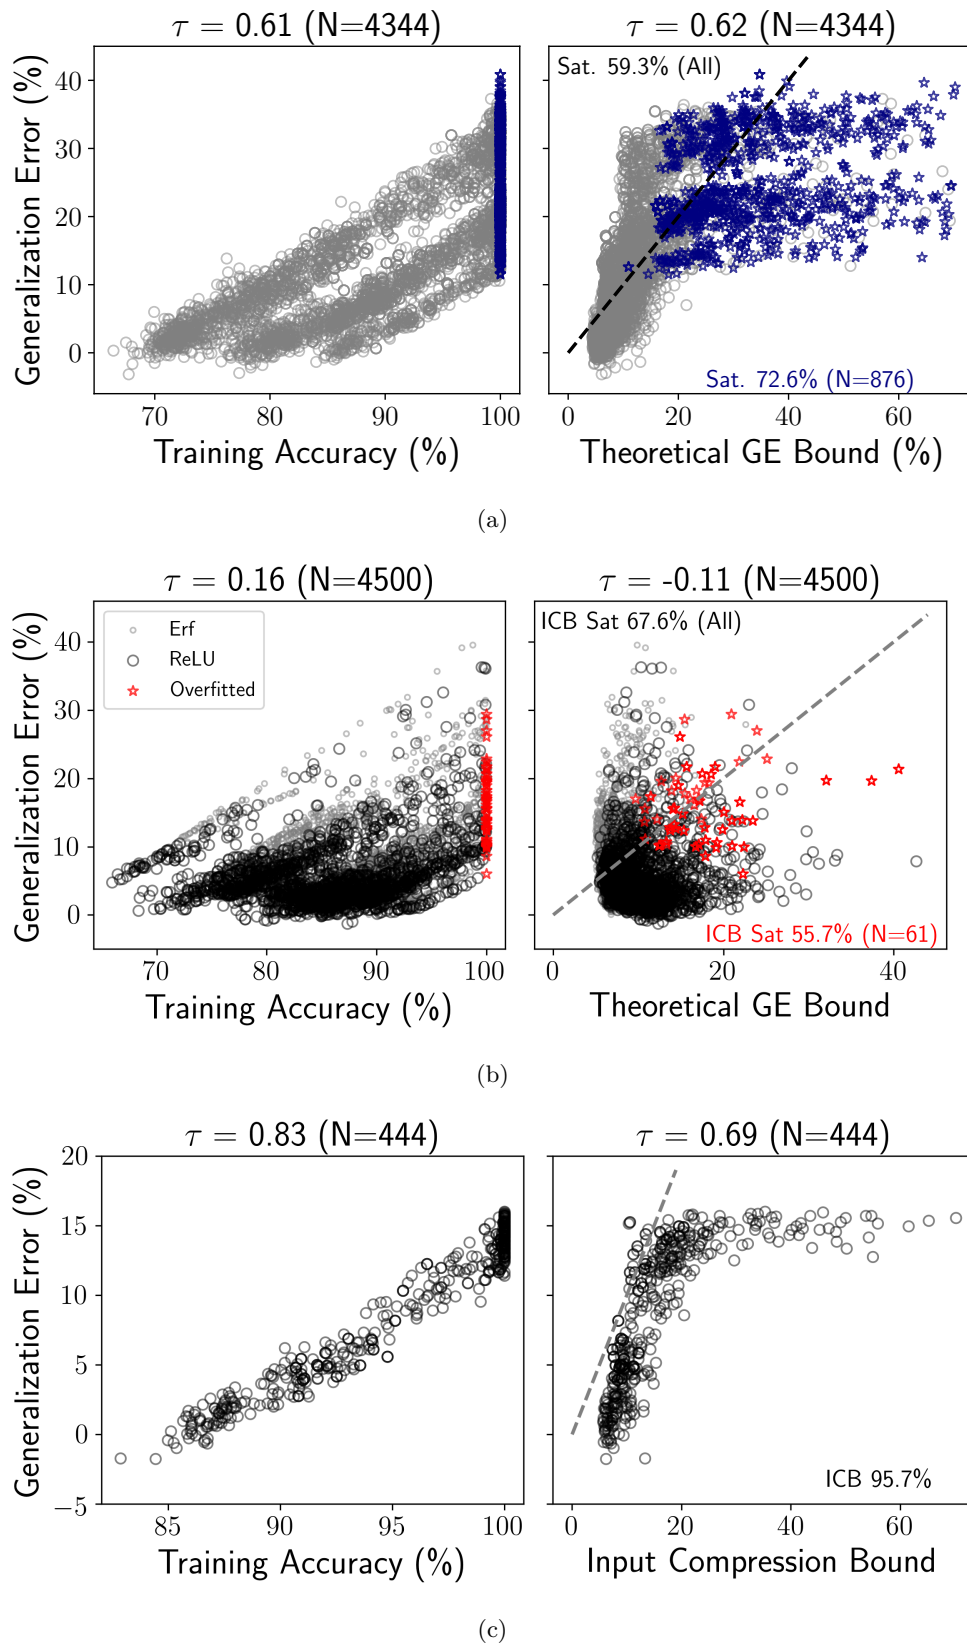 τ = 0.61 (N=4344)
τ = 0.62 (N=4344)
Generalization Error (%)
40
30
20
10
0
70
80
90
100
Training Accuracy (%)
Sat. 59.3% (All)
Sat. 72.6% (N=876)
0
20
40
60
Theoretical GE Bound (%)
(a)
τ = 0.16 (N=4500)
τ = -0.11 (N=4500)
Generalization Error (%)
40
30
20
10
0
Erf
ReLU
Overfitted
70
80
90
100
Training Accuracy (%)
ICB Sat 67.6% (All)
ICB Sat 55.7% (N=61)
0
20
40
Theoretical GE Bound
(b)
τ = 0.83 (N=444)
τ = 0.69 (N=444)
Generalization Error (%)
20
15
10
5
0
−5
85
90
95
100
Training Accuracy (%)
ICB 95.7%
0
20
40
60
Input Compression Bound
(c)